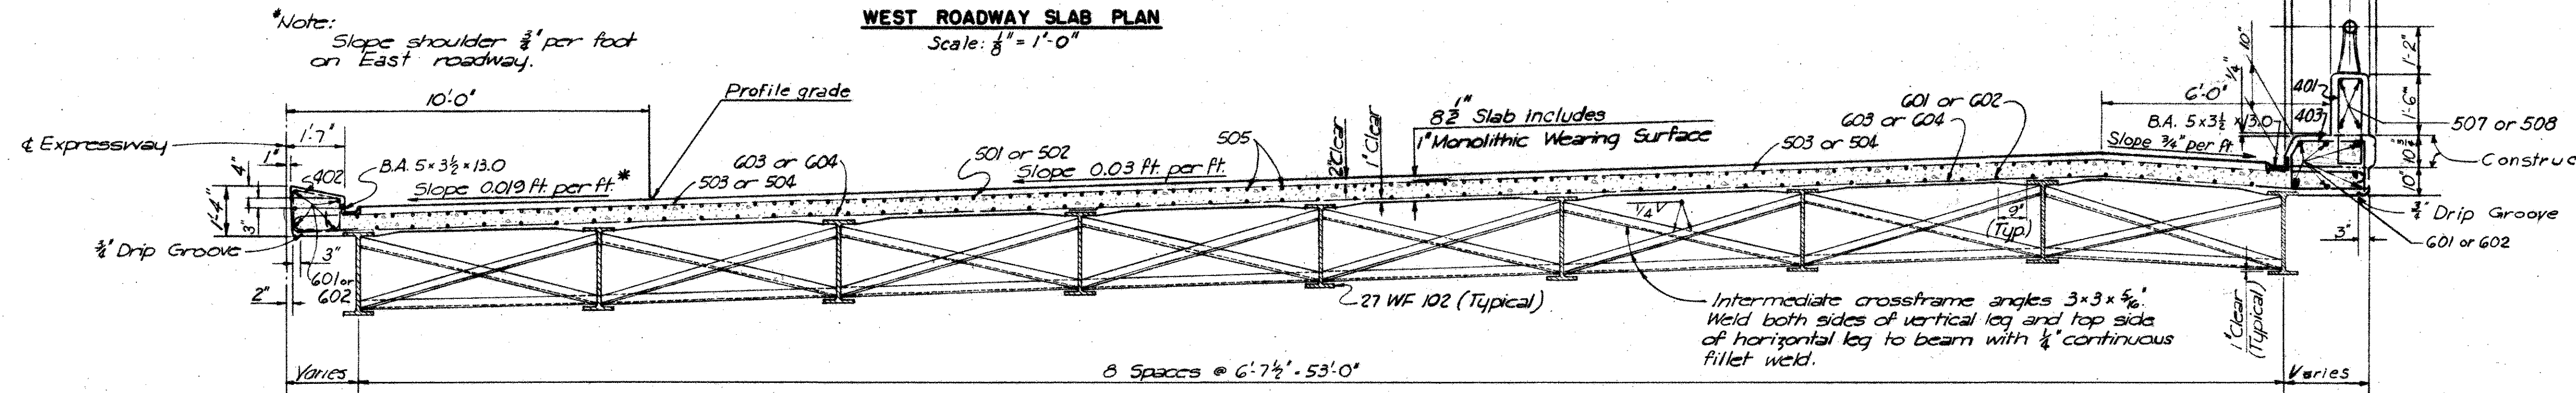 *Note:
Slope shoulder 3/4" per foot
on East roadway.
WEST ROADWAY SLAB PLAN
Scale: 1/8" = 1'-0"
10'-0"
Profile grade
℄ Expressway
1'-7"
1"
4"
402
B.A. 5×3½×13.0
Slope 0.019 ft. per ft.*
1'-4"
3"
3/4" Drip Groove
3"
2"
601 or
602
603 or 604
503 or 504
501 or 502
Slope 0.03 ft. per ft.
505
2" Clear
1" Clear
8½" Slab includes
1" Monolithic Wearing Surface
601 or 602
603 or 604
503 or 504
6'-0"
B.A. 5×3½×13.0
Slope 3/4" per ft.
1/4"
10"
401
403
1'-2"
1'-6"
10"
10"
507 or 508
Construc
3/4" Drip Groove
601 or 602
3"
9"
(Typ.)
27 WF 102 (Typical)
Intermediate crossframe angles 3×3×5/16".
Weld both sides of vertical leg and top side
of horizontal leg to beam with 1/4" continuous
fillet weld.
1" Clear
(Typical)
Varies
8 Spaces @ 6'-7½" = 53'-0"
Varies